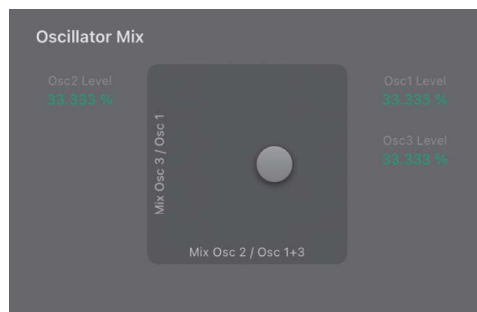 Oscillator Mix
Osc2 Level
33.333 %
Osc1 Level
33.333 %
Osc3 Level
33.333 %
Mix Osc 3 / Osc 1
Mix Osc 2 / Osc 1+3